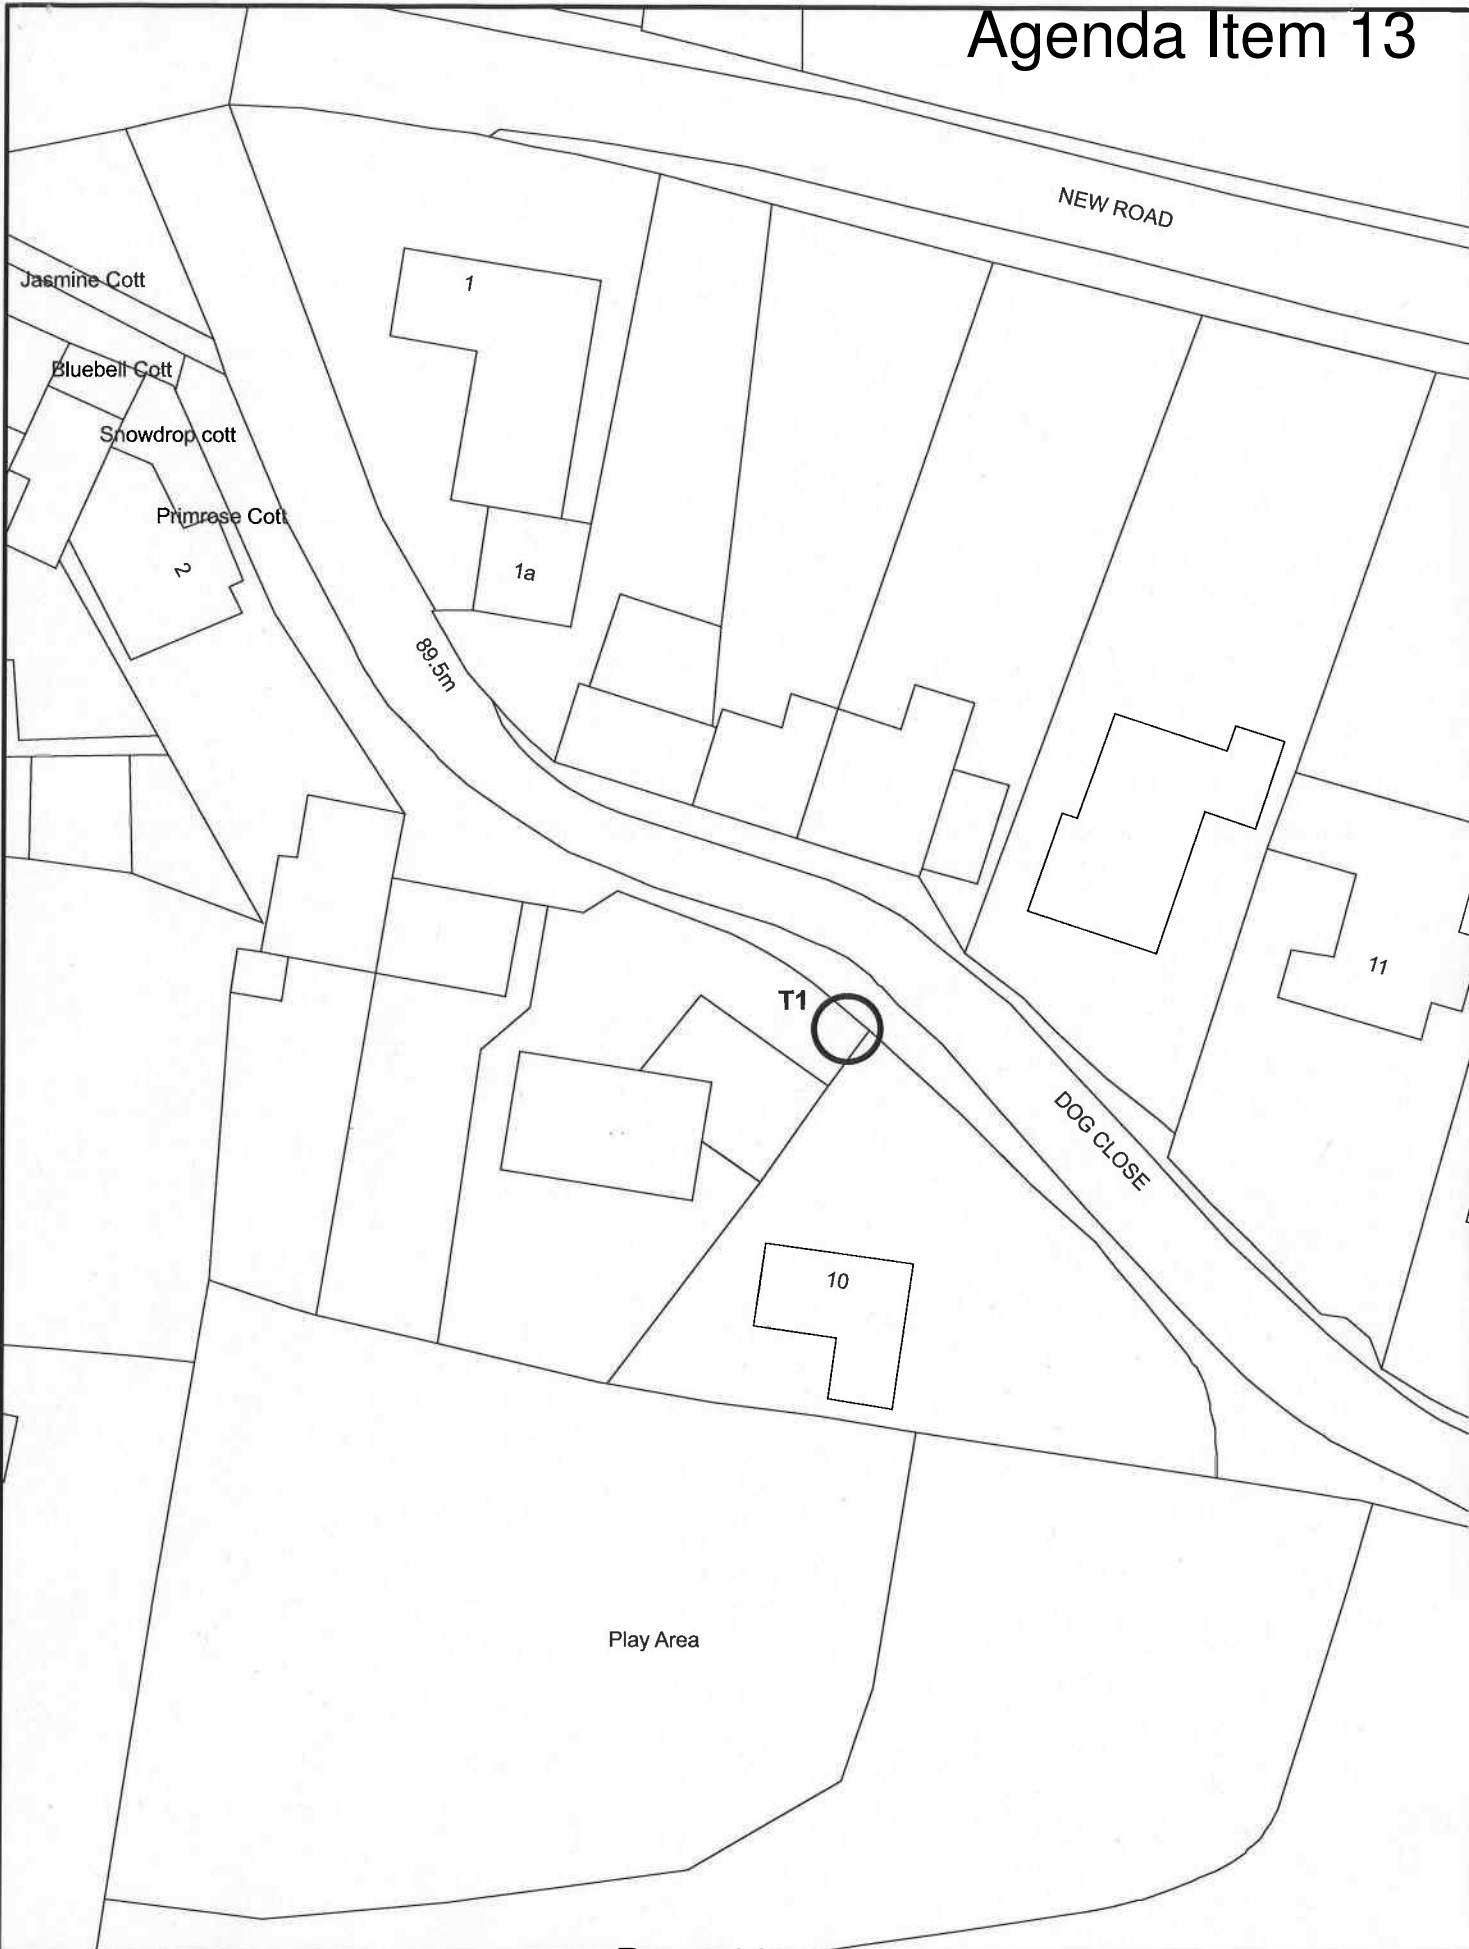 Agenda Item 13
NEW ROAD
Jasmine Cott
1
Bluebell Cott
Snowdrop cott
Primrose Cott
2
1a
89.5m
11
T1
DOG CLOSE
10
Play Area